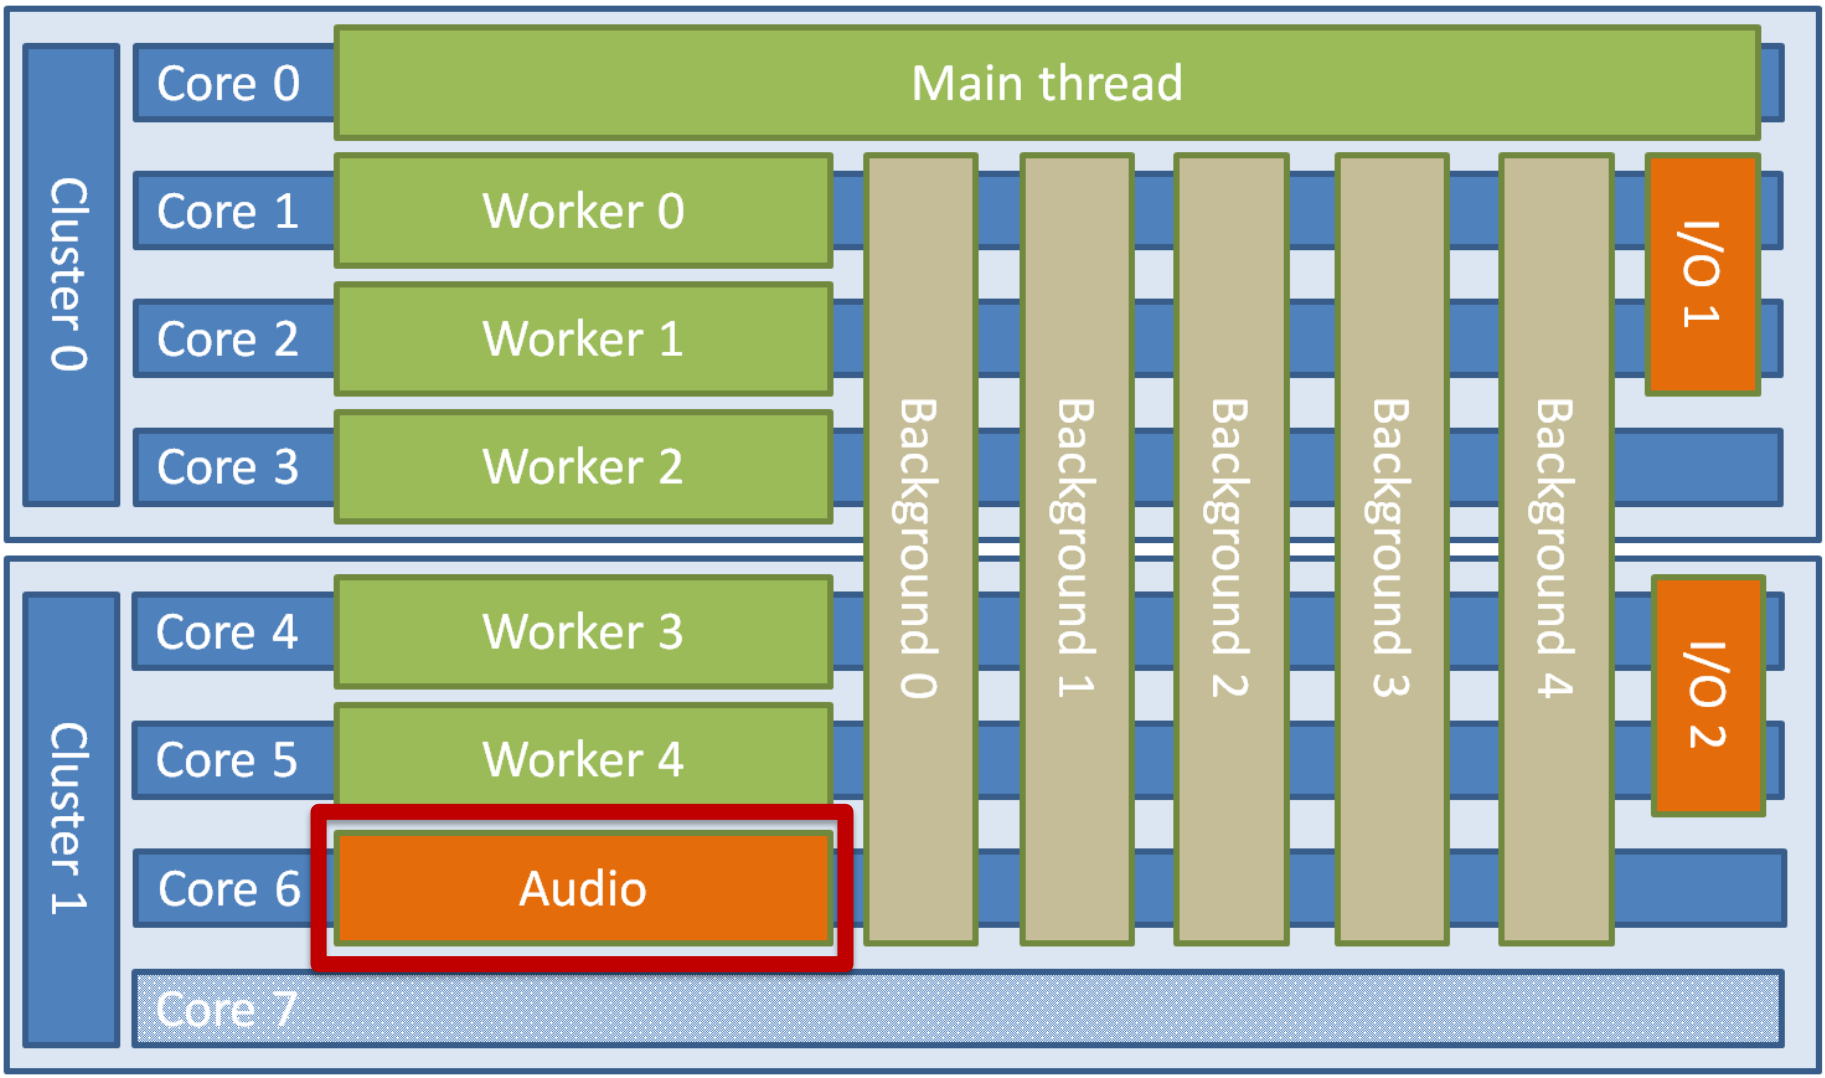 Cluster 0
Core 0
Main thread
Core 1
Worker 0
Core 2
Worker 1
Core 3
Worker 2
Background 0
Background 1
Background 2
Background 3
Background 4
I/O 1
Cluster 1
Core 4
Worker 3
Core 5
Worker 4
Core 6
Audio
Core 7
I/O 2